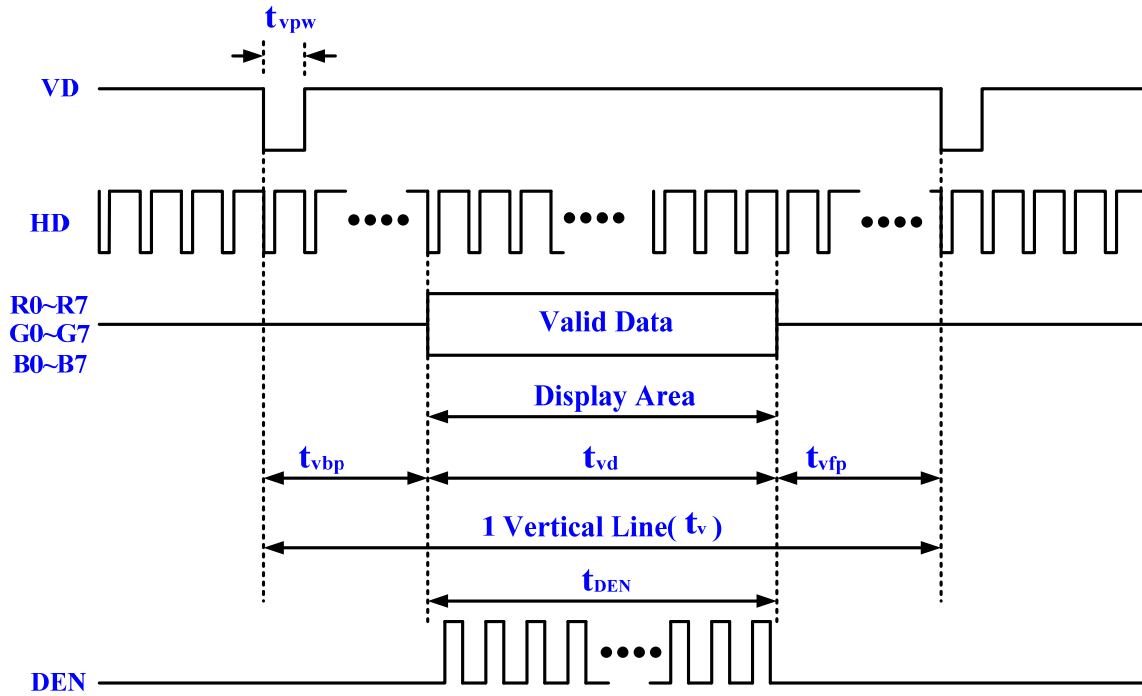 t vpw
VD
HD
R0~R7
G0~G7
B0~B7
Valid Data
Display Area
tvbp
tvd
tvfp
1 Vertical Line( tv )
tDEN
DEN